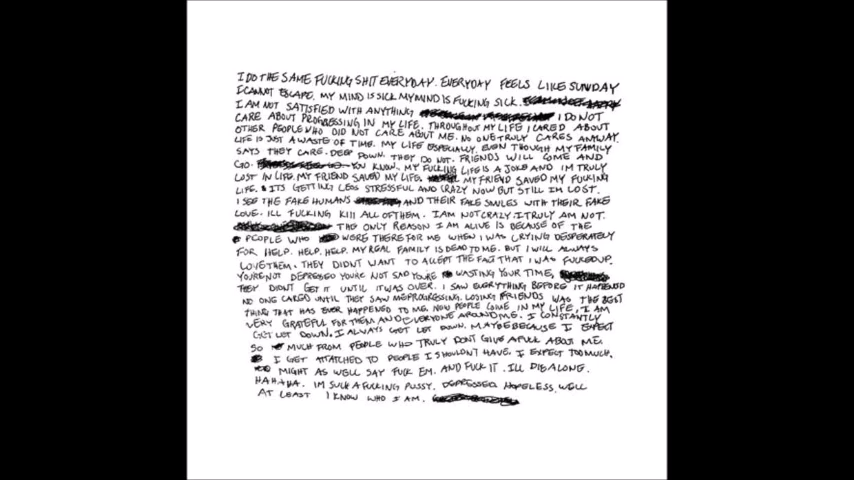 I DO THE SAME FUCKING SHIT EVERYDAY. EVERYDAY FEELS LIKE SUNDAY
I CANNOT ESCAPE. MY MIND IS SICK MY MIND IS FUCKING SICK.
I AM NOT SATISFIED WITH ANYTHING I DO NOT
CARE ABOUT PROGRESSING IN MY LIFE. THROUGHOUT MY LIFE I CARED ABOUT
OTHER PEOPLE WHO DID NOT CARE ABOUT ME. NO ONE TRULY CARES ANYWAY.
LIFE IS JUST A WASTE OF TIME. MY LIFE ESPECIALLY. EVEN THOUGH MY FAMILY
SAYS THEY CARE. DEEP DOWN. THEY DO NOT. FRIENDS WILL COME AND
GO. YOU KNOW. MY FUCKING LIFE IS A JOKE AND IM TRULY
LOST IN LIFE. MY FRIEND SAVED MY LIFE. MY FRIEND SAVED MY FUCKING
LIFE. ITS GETTING LESS STRESSFUL AND CRAZY NOW BUT STILL IM LOST.
I SEE THE FAKE HUMANS AND THEIR FAKE SMILES WITH THEIR FAKE
LOVE. ILL FUCKING KILL ALL OF THEM. I AM NOT CRAZY I TRULY AM NOT.
THE ONLY REASON I AM ALIVE IS BECAUSE OF THE
PEOPLE WHO WERE THERE FOR ME WHEN I WAS CRYING DESPERATELY
FOR HELP. HELP. HELP. MY REAL FAMILY IS DEAD TO ME. BUT I WILL ALWAYS
LOVE THEM. THEY DIDNT WANT TO ACCEPT THE FACT THAT I WAS FUCKED UP.
YOURE NOT DEPRESSED YOURE NOT SAD YOURE WASTING YOUR TIME,
THEY DIDNT GET IT UNTIL IT WAS OVER. I SAW EVERYTHING BEFORE IT HAPPENED
NO ONE CARED UNTIL THEY SAW ME PROGRESSING. LOSING FRIENDS WAS THE BEST
THING THAT HAS EVER HAPPENED TO ME. NOW PEOPLE COME IN MY LIFE, I AM
VERY GRATEFUL FOR THEM AND EVERYONE AROUND ME. I CONSTANTLY
GET LET DOWN. I ALWAYS GET LET DOWN. MAYBE BECAUSE I EXPECT
SO MUCH FROM PEOPLE WHO TRULY DONT GIVE A FUCK ABOUT ME.
I GET ATTATCHED TO PEOPLE I SHOULDN'T HAVE. I EXPECT TOO MUCH.
MIGHT AS WELL SAY FUCK EM. AND FUCK IT. ILL DIE ALONE.
HAHAHA. IM SUCH A FUCKING PUSSY. DEPRESSED HOPELESS. WELL
AT LEAST I KNOW WHO I AM.